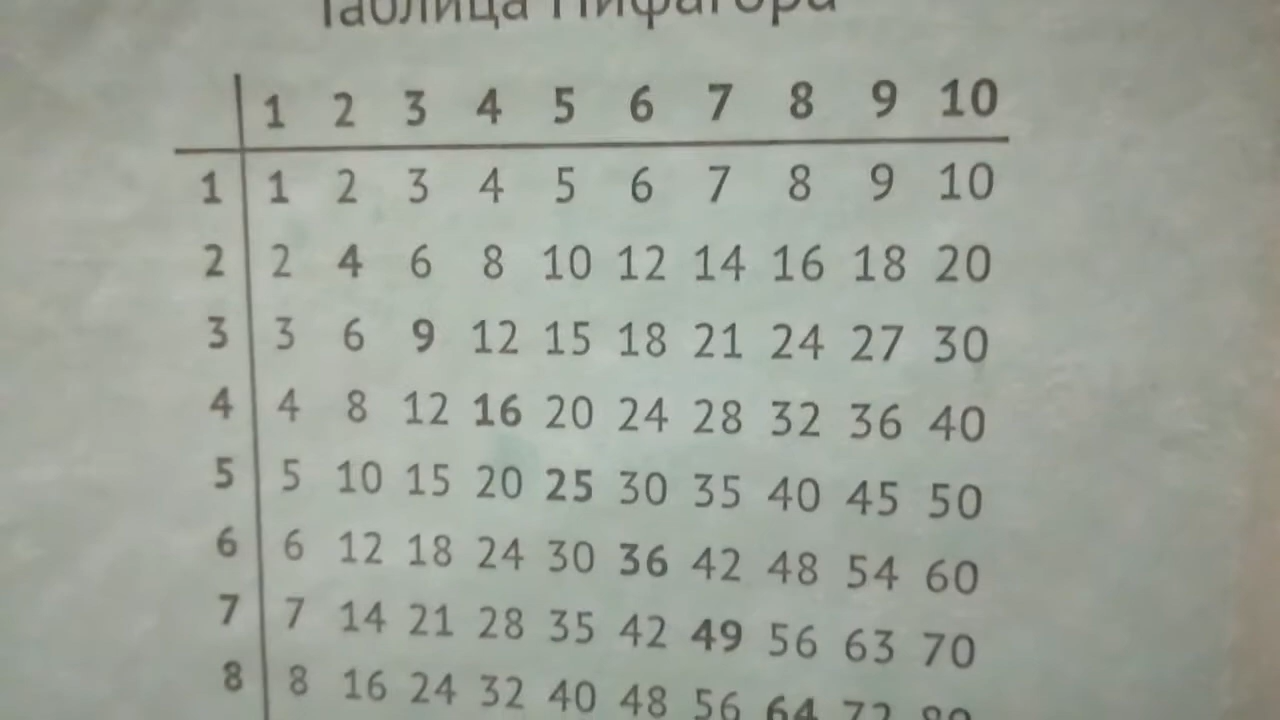 Таблица Пифагора
1 2 3 4 5 6 7 8 9 10
1 1 2 3 4 5 6 7 8 9 10
2 2 4 6 8 10 12 14 16 18 20
3 3 6 9 12 15 18 21 24 27 30
4 4 8 12 16 20 24 28 32 36 40
5 5 10 15 20 25 30 35 40 45 50
6 6 12 18 24 30 36 42 48 54 60
7 7 14 21 28 35 42 49 56 63 70
8 8 16 24 32 40 48 56 64 72 80